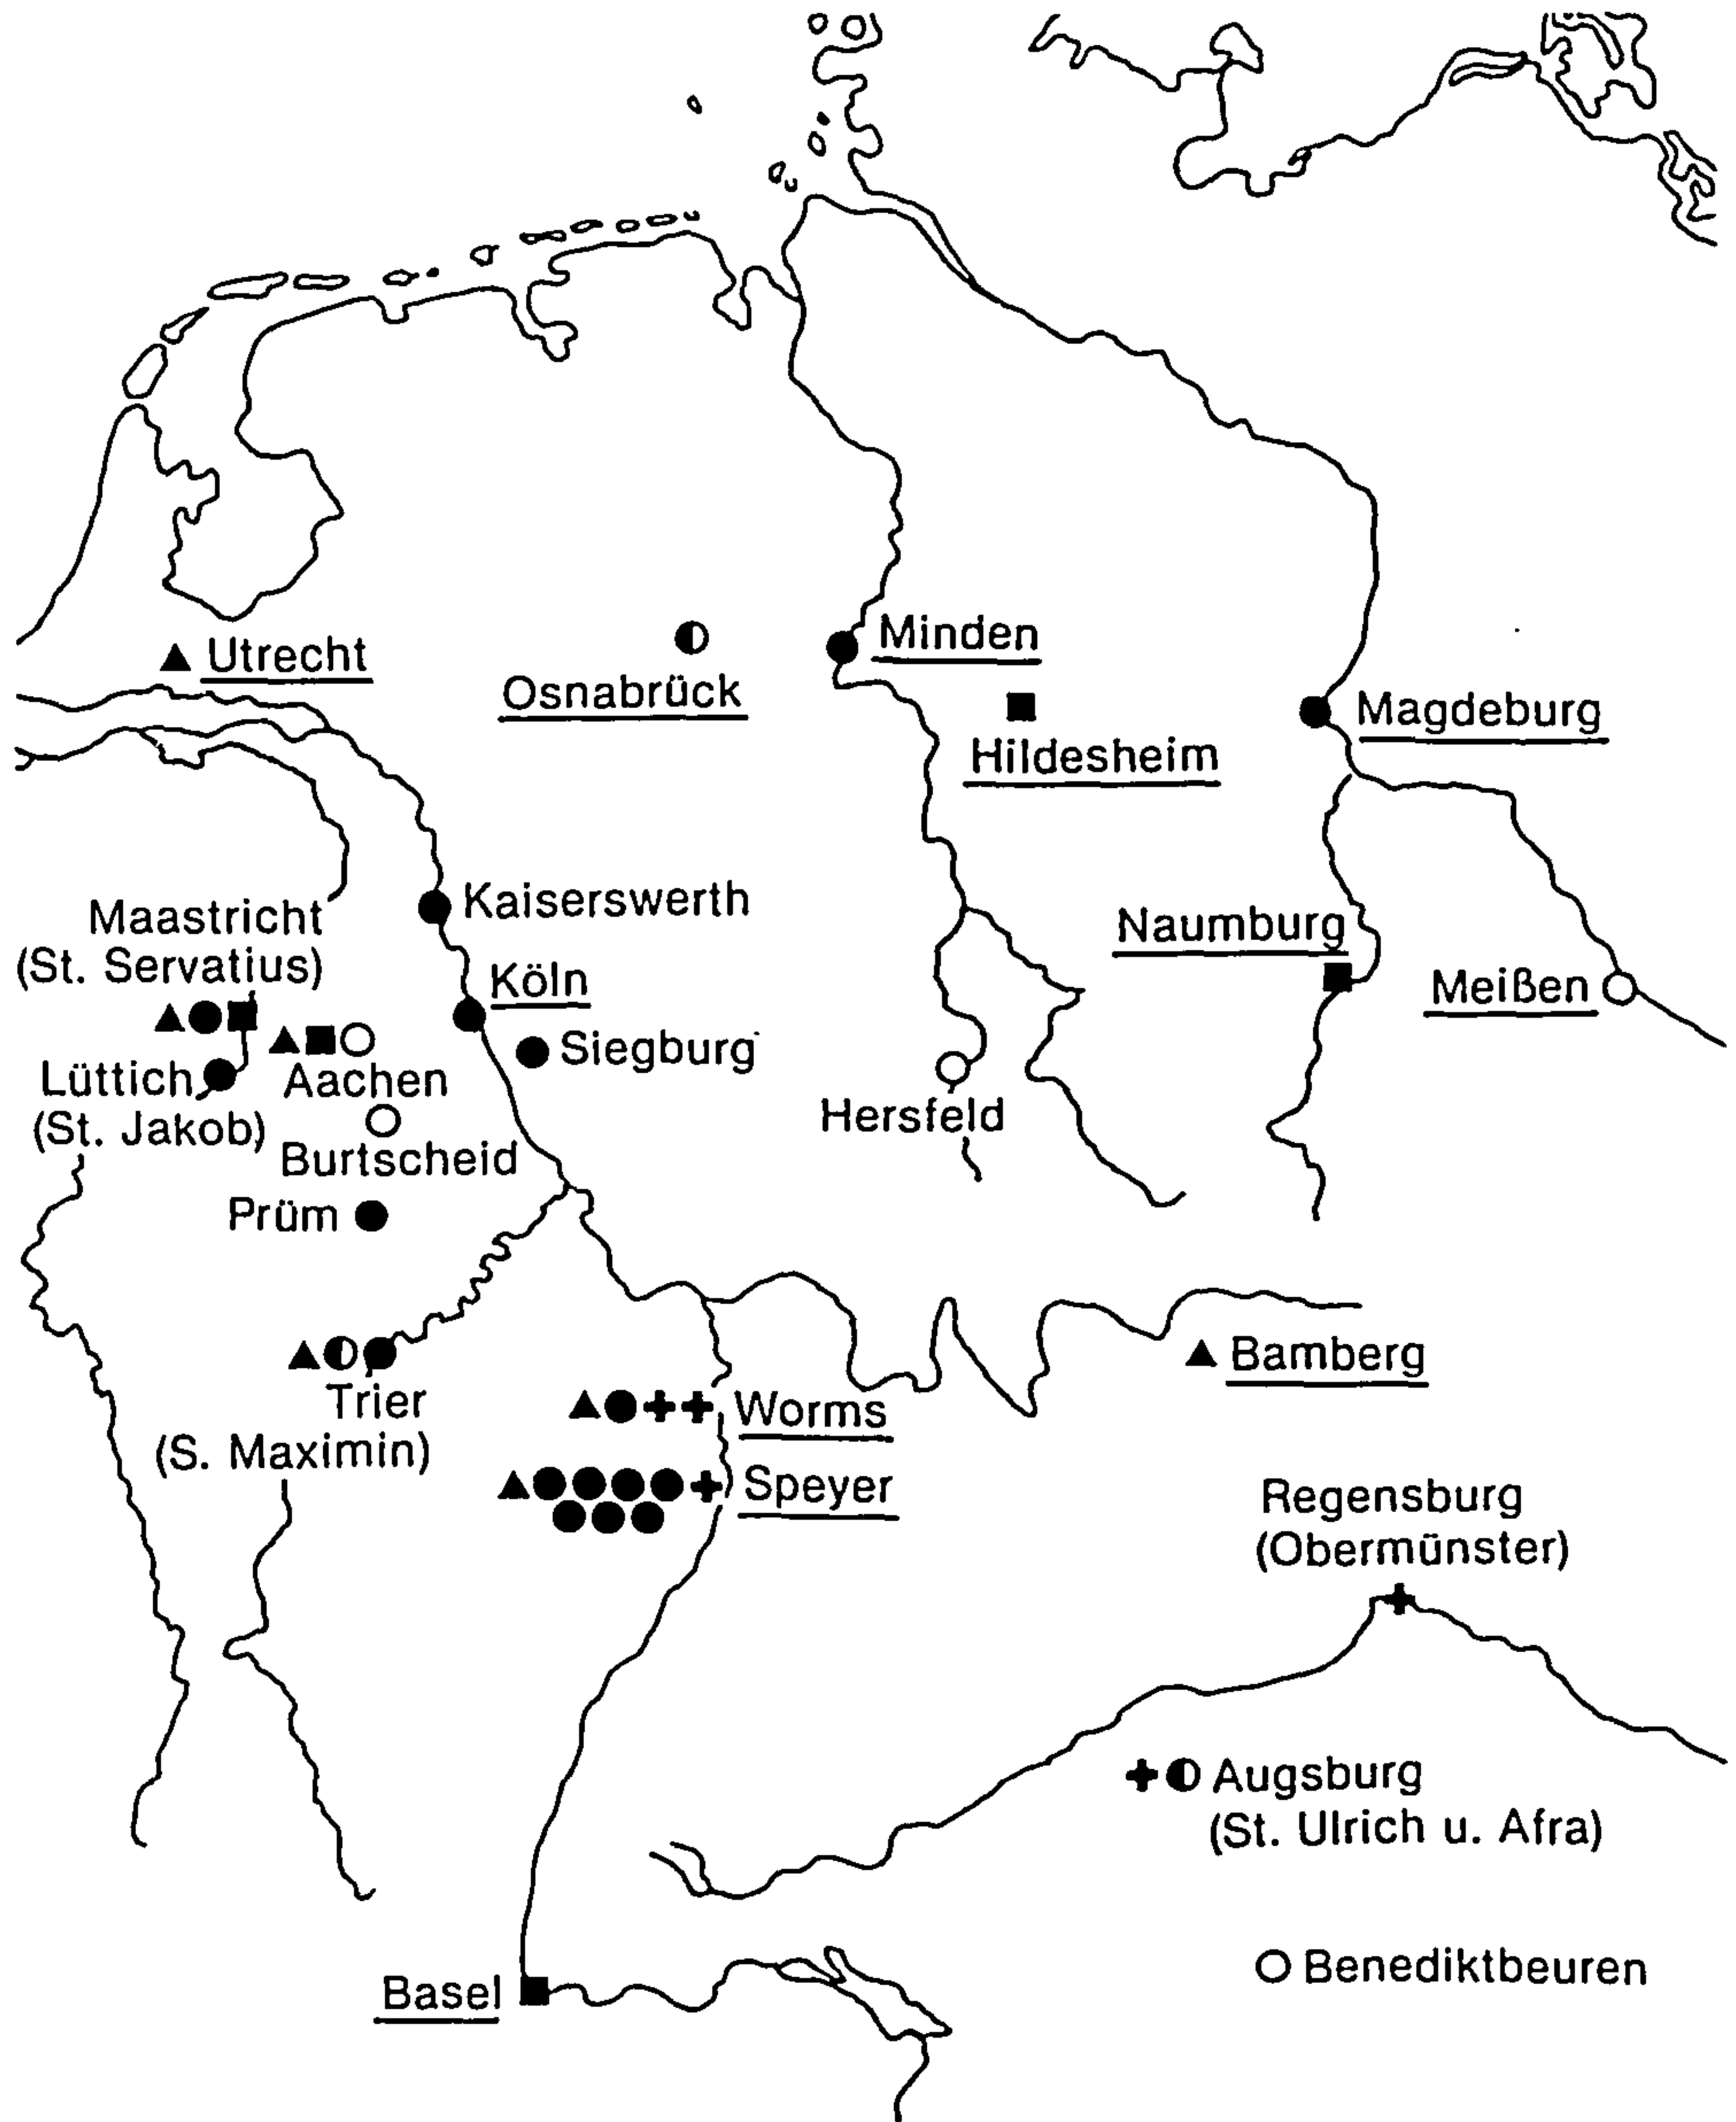 Utrecht
Minden
Osnabrück
Hildesheim
Magdeburg
Maastricht
(St. Servatius)
Kaiserswerth
Naumburg
Köln
Meißen
Siegburg
Lüttich
(St. Jakob)
Aachen
Burtscheid
Hersfeld
Prüm
Trier
(S. Maximin)
Bamberg
Worms
Speyer
Regensburg
(Obermünster)
Augsburg
(St. Ulrich u. Afra)
Benediktbeuren
Basel